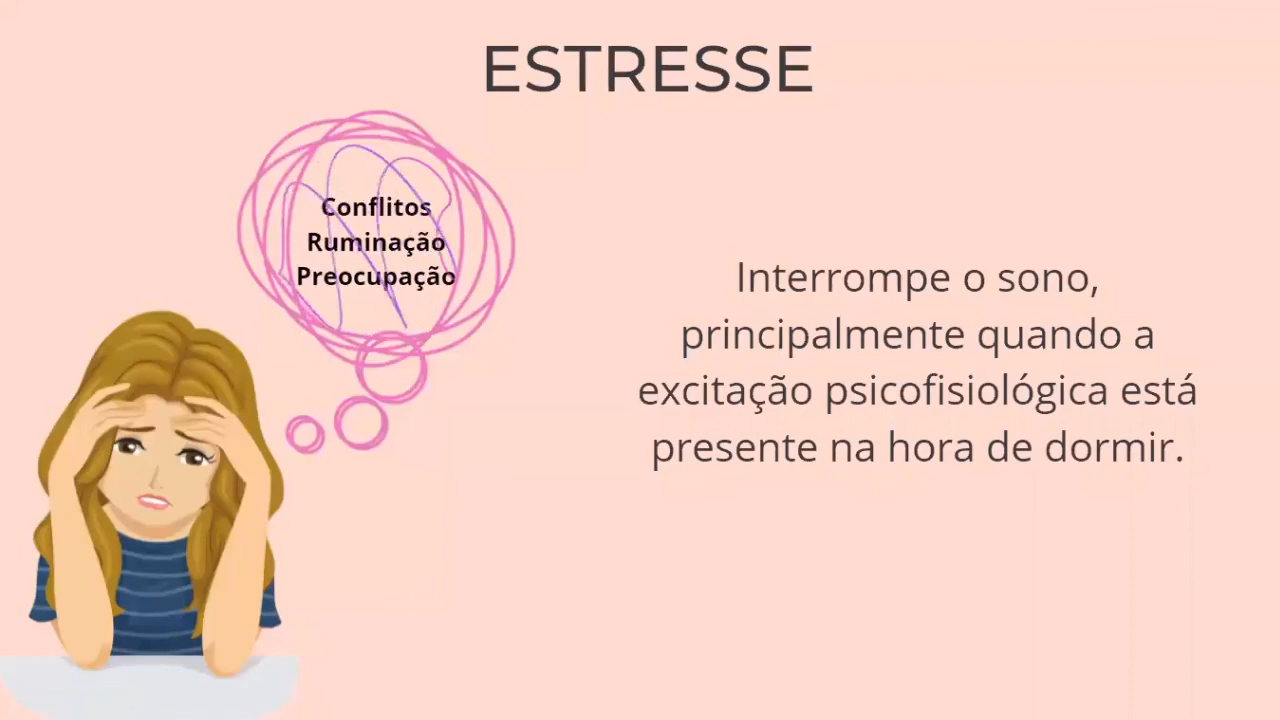 ESTRESSE
Conflitos
Ruminação
Preocupação
Interrompe o sono,
principalmente quando a
excitação psicofisiológica está
presente na hora de dormir.